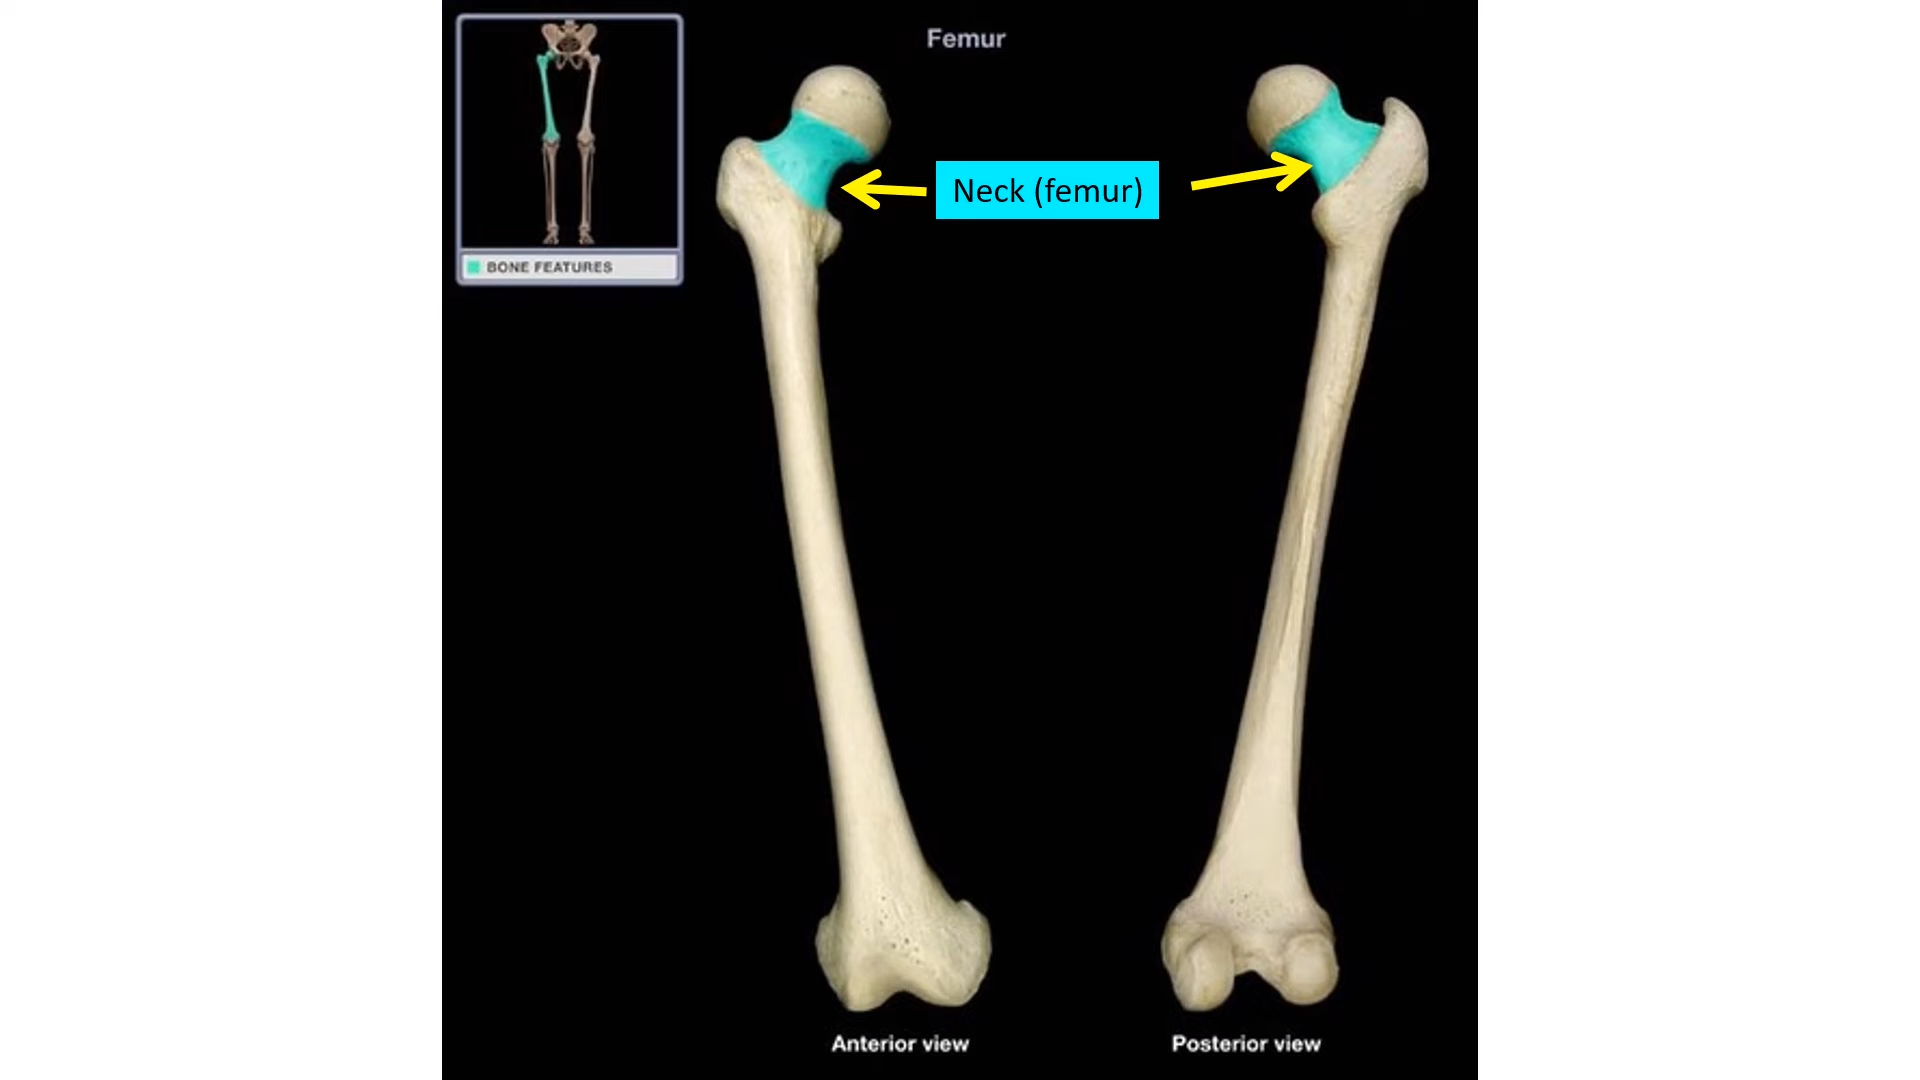 Femur
Neck (femur)
BONE FEATURES
Anterior view
Posterior view